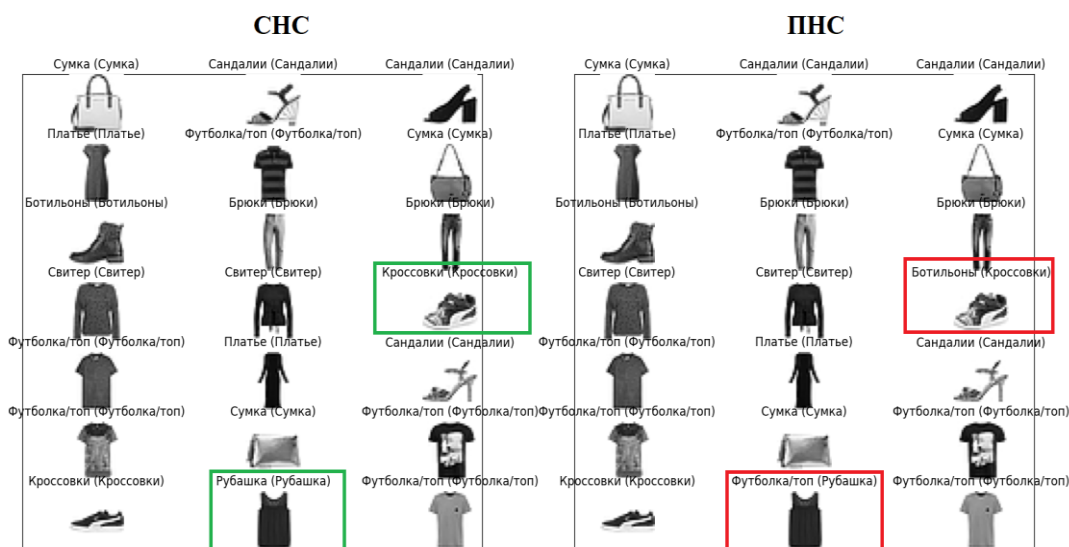 СНС
ПНС
Сумка (Сумка)
Сандалии (Сандалии)
Сандалии (Сандалии)
Сумка (Сумка)
Сандалии (Сандалии)
Сандалии (Сандалии)
Платье (Платье)
Футболка/топ (Футболка/топ)
Сумка (Сумка)
Платье (Платье)
Футболка/топ (Футболка/топ)
Сумка (Сумка)
Ботильоны (Ботильоны)
Брюки (Брюки)
Брюки (Брюки)
Ботильоны (Ботильоны)
Брюки (Брюки)
Брюки (Брюки)
Свитер (Свитер)
Свитер (Свитер)
Кроссовки (Кроссовки)
Свитер (Свитер)
Свитер (Свитер)
Ботильоны (Кроссовки)
Футболка/топ (Футболка/топ)
Платье (Платье)
Сандалии (Сандалии)
Футболка/топ (Футболка/топ)
Платье (Платье)
Сандалии (Сандалии)
Футболка/топ (Футболка/топ)
Сумка (Сумка)
Футболка/топ (Футболка/топ)
Футболка/топ (Футболка/топ)
Сумка (Сумка)
Футболка/топ (Футболка/топ)
Кроссовки (Кроссовки)
Рубашка (Рубашка)
Футболка/топ (Футболка/топ)
Кроссовки (Кроссовки)
Футболка/топ (Рубашка)
Футболка/топ (Футболка/топ)